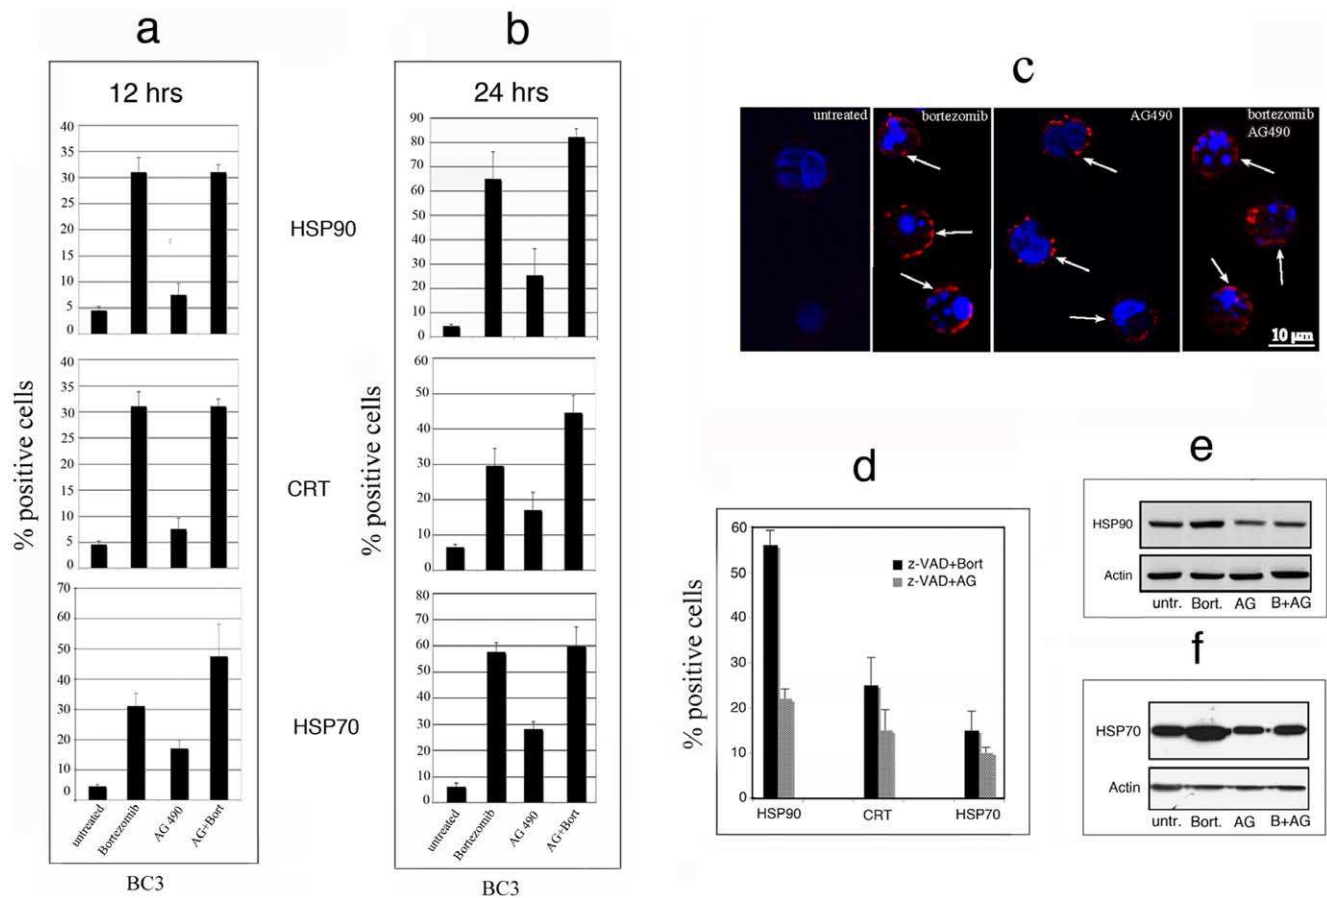 a
12 hrs
40
35
30
25
20
15
10
5
0
HSP90
40
35
30
25
20
15
10
5
0
CRT
% positive cells
70
60
50
40
30
20
10
0
HSP70
untreated
Bortezomib
AG 490
AG+Bort
BC3
b
24 hrs
90
80
70
60
50
40
30
20
10
0
60
50
40
30
20
10
0
% positive cells
80
70
60
50
40
30
20
10
0
untreated
Bortezomib
AG 490
AG+Bort
BC3
c
untreated
bortezomib
AG490
bortezomib
AG490
10 µm
d
60
50
40
30
20
10
0
% positive cells
z-VAD+Bort
z-VAD+AG
HSP90
CRT
HSP70
e
HSP90
Actin
untr. Bort. AG B+AG
f
HSP70
Actin
untr. Bort. AG B+AG